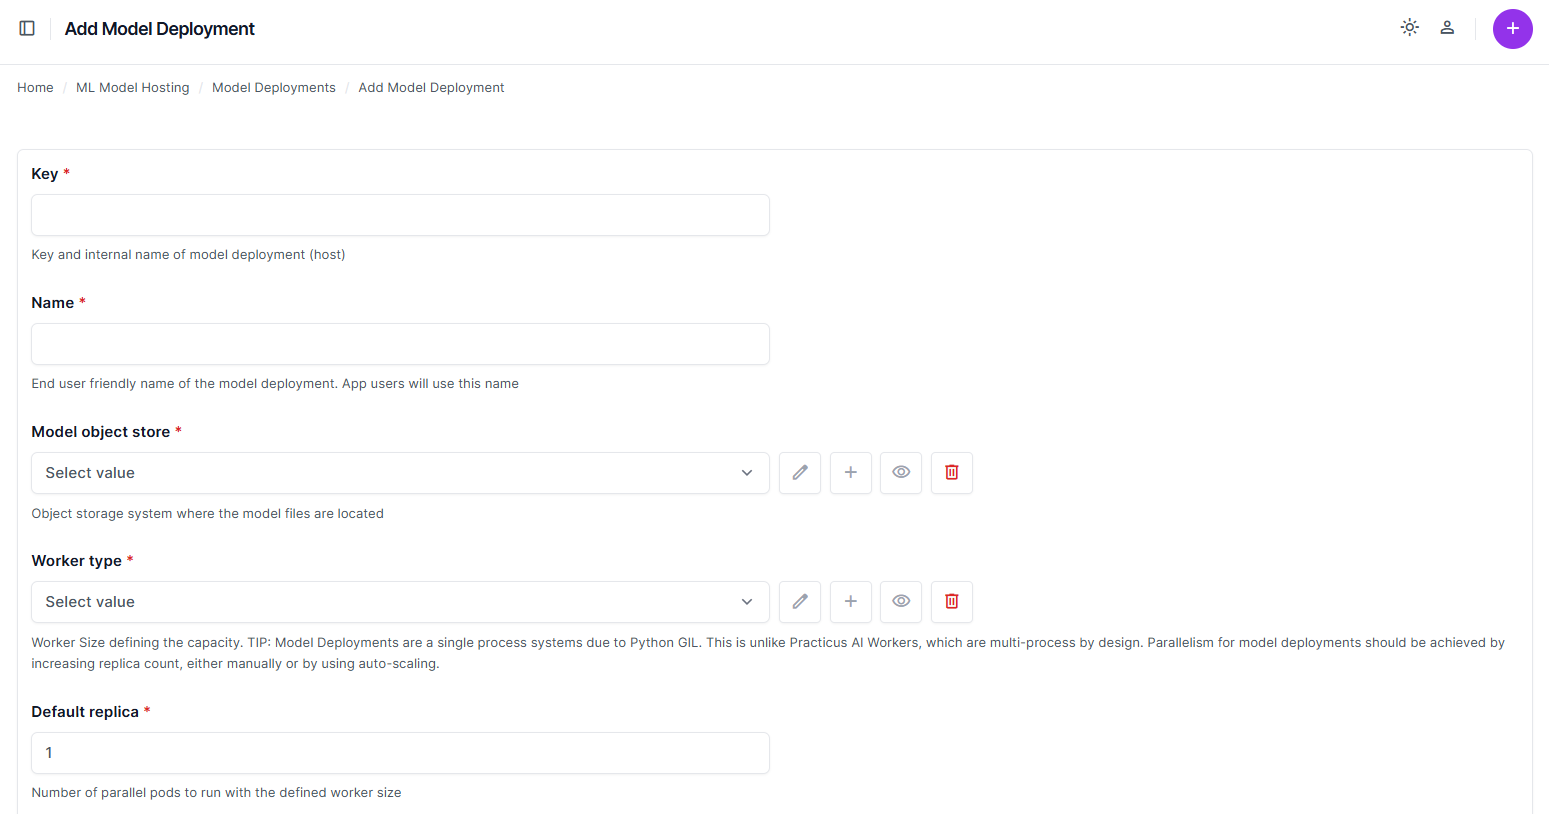 Add Model Deployment
Home / ML Model Hosting / Model Deployments / Add Model Deployment
Key *
Key and internal name of model deployment (host)
Name *
End user friendly name of the model deployment. App users will use this name
Model object store *
Select value
Object storage system where the model files are located
Worker type *
Select value
Worker Size defining the capacity. TIP: Model Deployments are a single process systems due to Python GIL. This is unlike Practicus AI Workers, which are multi-process by design. Parallelism for model deployments should be achieved by
increasing replica count, either manually or by using auto-scaling.
Default replica *
1
Number of parallel pods to run with the defined worker size